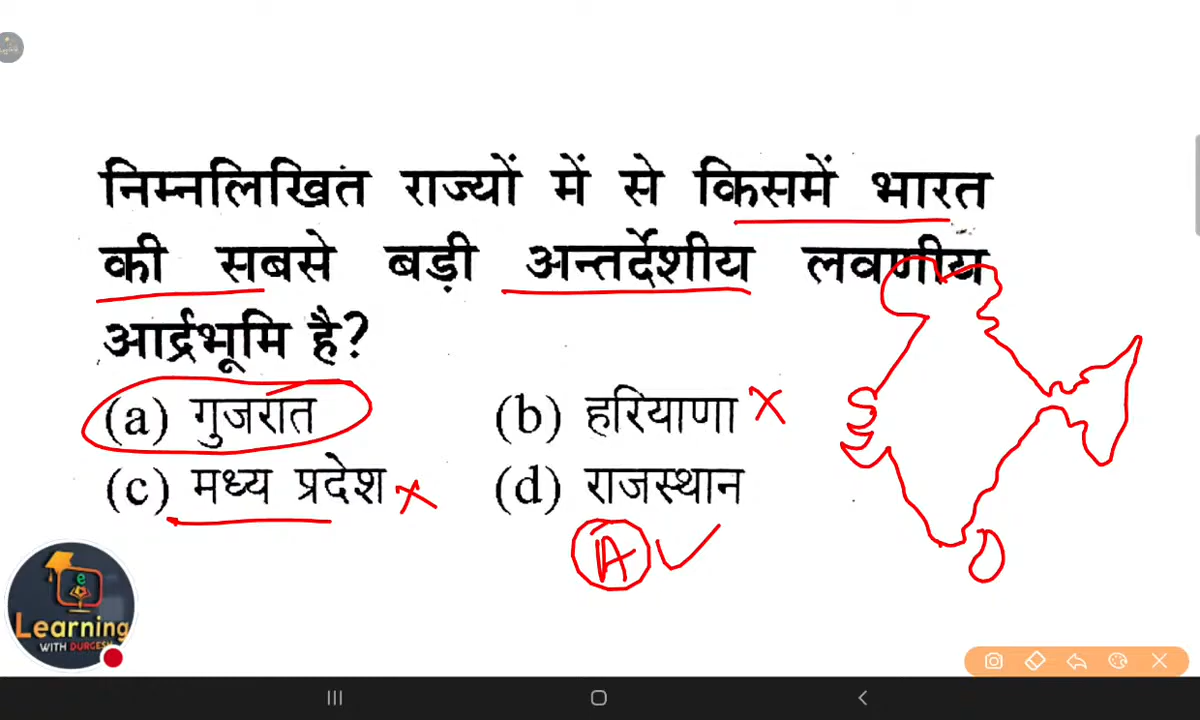 निम्नलिखित राज्यों में से किसमें भारत
की सबसे बड़ी अन्तर्देशीय लवणीय
आर्द्रभूमि है?
(a) गुजरात (b) हरियाणा
(c) मध्य प्रदेश (d) राजस्थान
A
e
Learning
WITH DURGESH